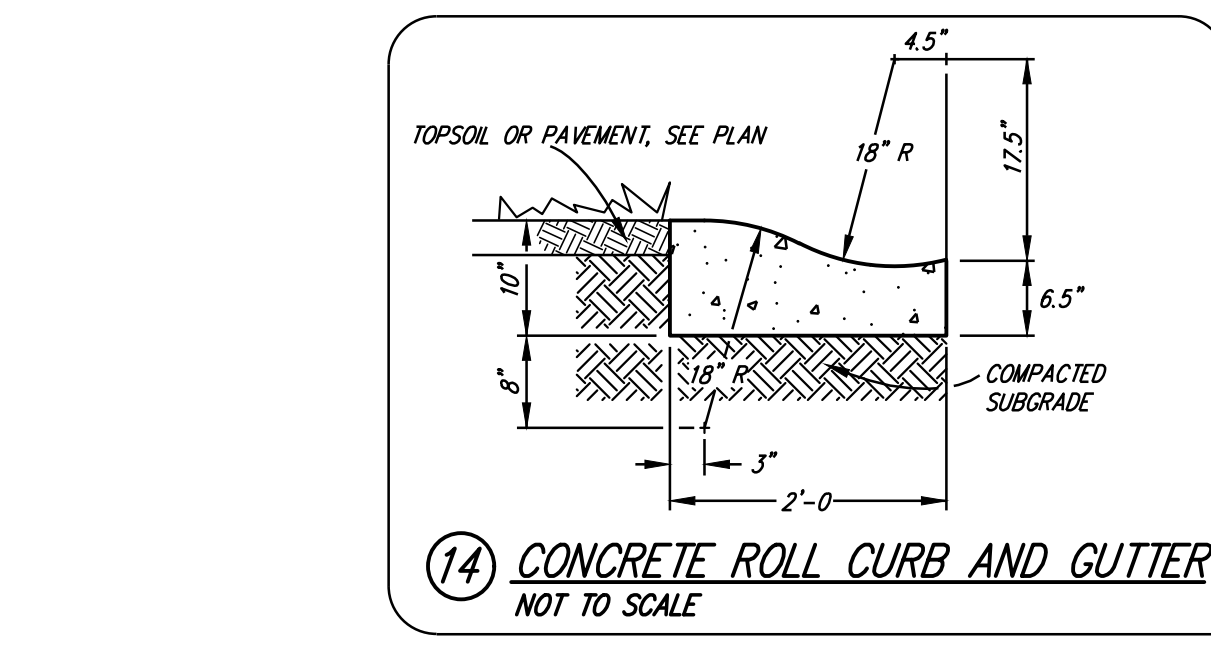 4.5"
TOPSOIL OR PAVEMENT, SEE PLAN
18" R
17.5"
10"
6.5"
8"
18" R
COMPACTED
SUBGRADE
3"
2'-0
14 CONCRETE ROLL CURB AND GUTTER
NOT TO SCALE